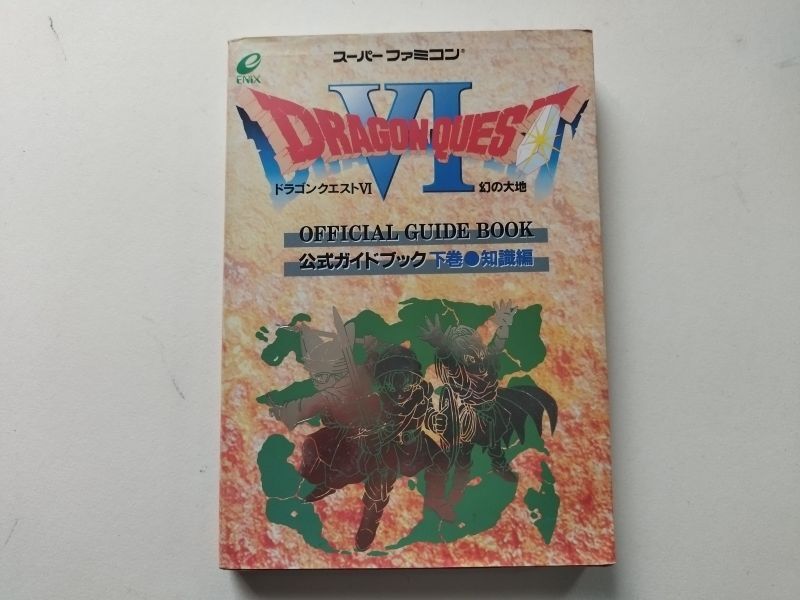 ENIX
スーパーファミコン®
DRAGON QUEST VI
ドラゴンクエストVI 幻の大地
OFFICIAL GUIDE BOOK
公式ガイドブック下巻●知識編